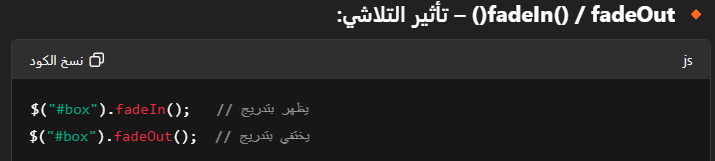 🔸 fadeIn() / fadeOut() – تأثير التلاشي:
js
نسخ الكود
$("#box").fadeIn();   // يظهر بتدريج
$("#box").fadeOut();  // يختفي بتدريج